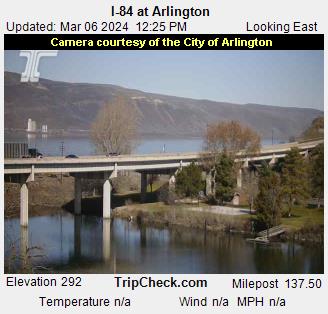 I-84 at Arlington
Updated: Mar 06 2024 12:25 PM Looking East
Camera courtesy of the City of Arlington
Elevation 292 TripCheck.com Milepost 137.50
Temperature n/a Wind n/a MPH n/a